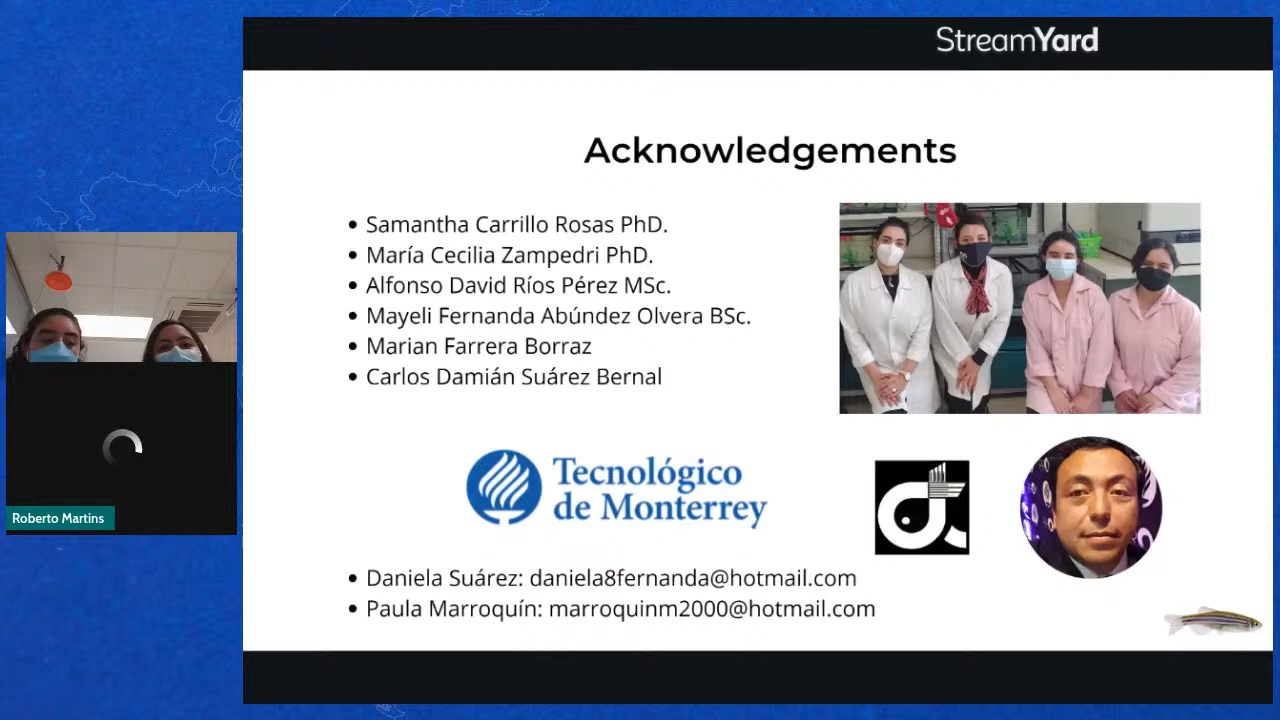 StreamYard
Acknowledgements
• Samantha Carrillo Rosas PhD.
• María Cecilia Zampedri PhD.
• Alfonso David Ríos Pérez MSc.
• Mayeli Fernanda Abúndez Olvera BSc.
• Marian Farrera Borraz
• Carlos Damián Suárez Bernal
Tecnológico
de Monterrey
• Daniela Suárez: daniela8fernanda@hotmail.com
• Paula Marroquín: marroquinm2000@hotmail.com
Roberto Martins